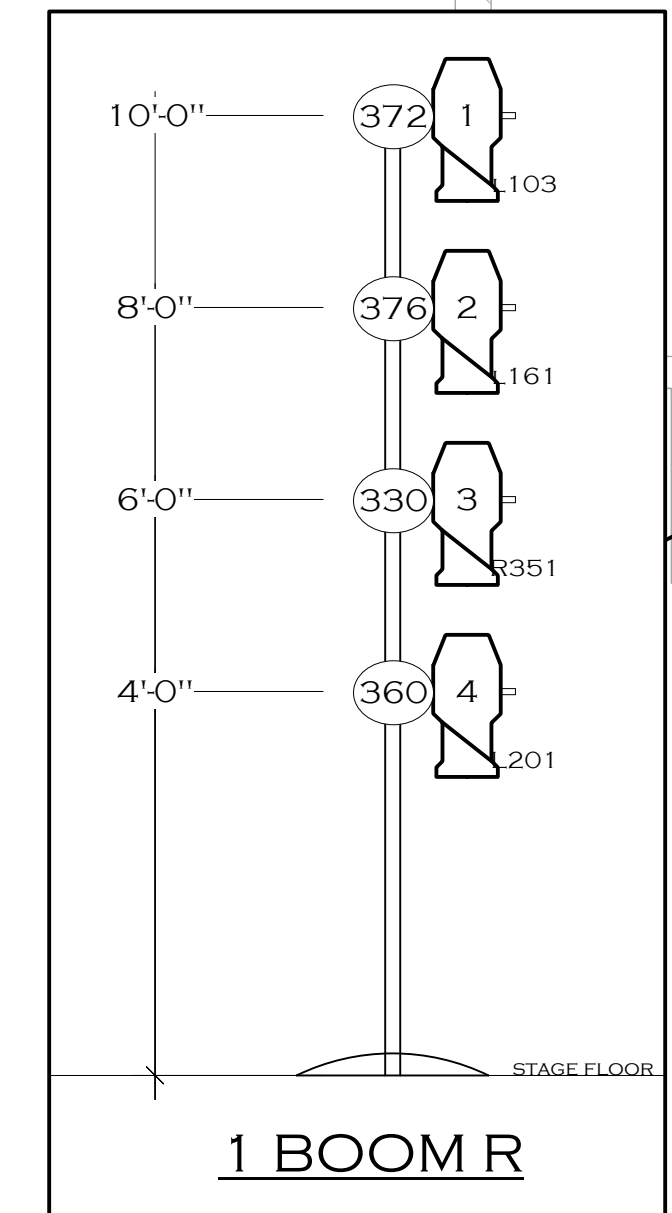 10'-0" 372 1
L103
8'-0" 376 2
L161
6'-0" 330 3
R351
4'-0" 360 4
L201
STAGE FLOOR
1 BOOM R